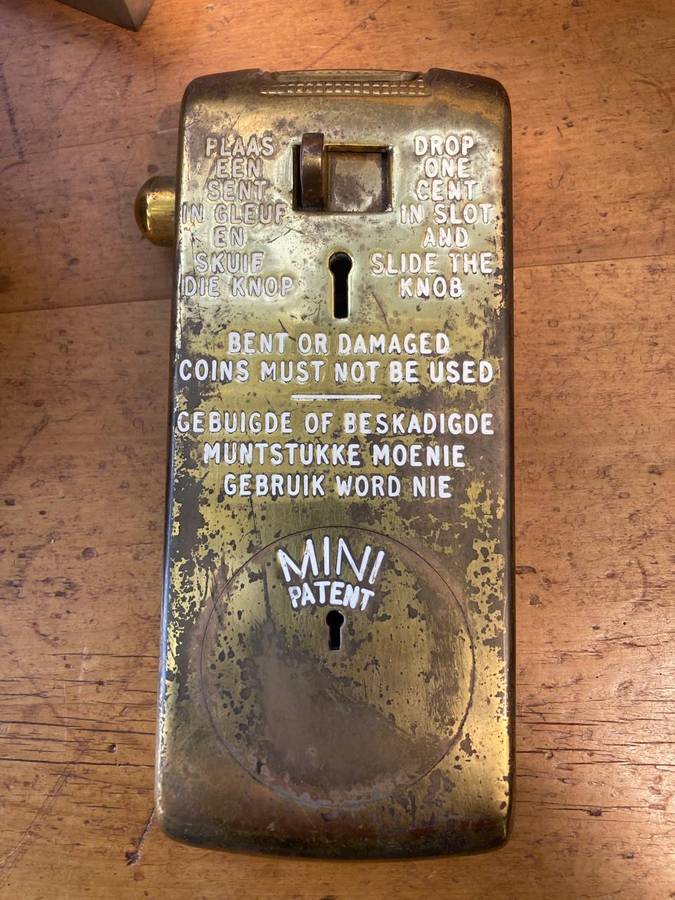 PLAAS
EEN
SENT
IN GLEUF
EN
SKUIF
DIE KNOP
DROP
ONE
CENT
IN SLOT
AND
SLIDE THE
KNOB
BENT OR DAMAGED
COINS MUST NOT BE USED
GEBUIGDE OF BESKADIGDE
MUNTSTUKKE MOENIE
GEBRUIK WORD NIE
MINI
PATENT